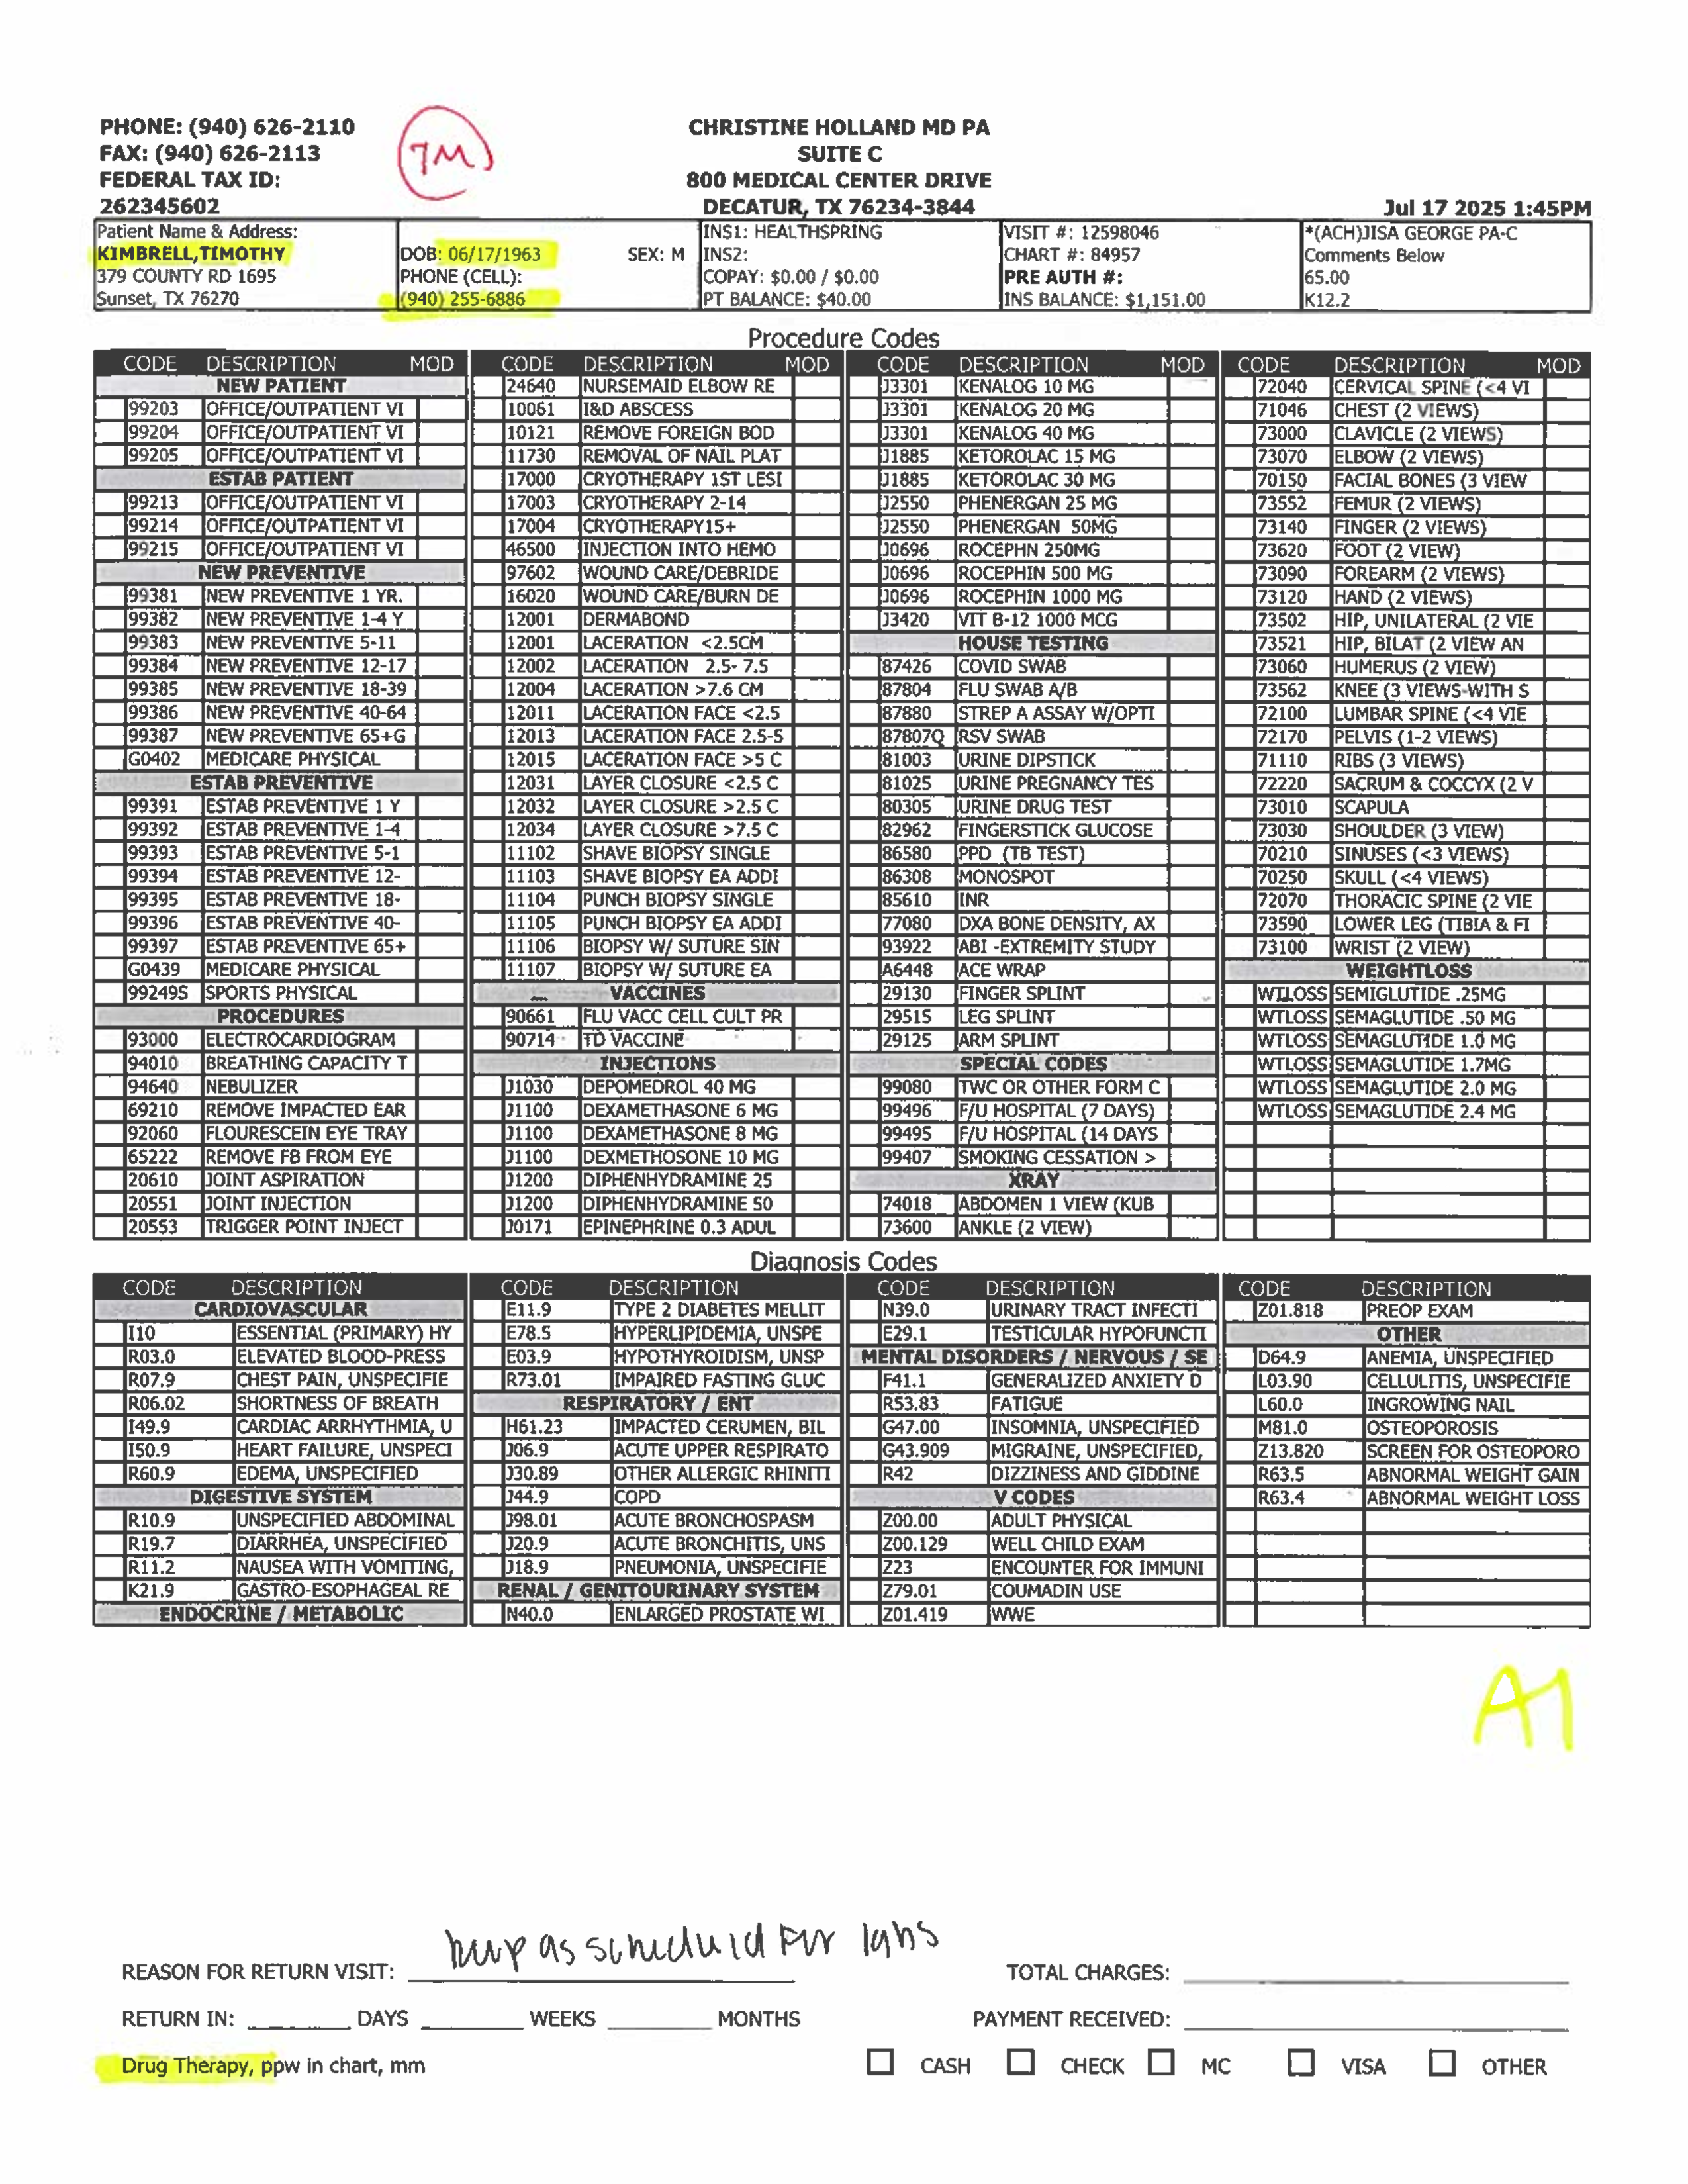 PHONE: (940) 626-2110
FAX: (940) 626-2113
FEDERAL TAX ID:
262345602
7M
CHRISTINE HOLLAND MD PA
SUITE C
800 MEDICAL CENTER DRIVE
DECATUR, TX 76234-3844
Jul 17 2025 1:45PM
Patient Name & Address:
KIMBRELL,TIMOTHY
379 COUNTY RD 1695
Sunset, TX 76270
DOB: 06/17/1963 SEX: M
PHONE (CELL):
(940) 255-6886
INS1: HEALTHSPRING
INS2:
COPAY: $0.00 / $0.00
PT BALANCE: $40.00
VISIT #: 12598046
CHART #: 84957
PRE AUTH #:
INS BALANCE: $1,151.00
*(ACH)JISA GEORGE PA-C
Comments Below
65.00
K12.2
Procedure Codes
CODE DESCRIPTION MOD
NEW PATIENT
99203 OFFICE/OUTPATIENT VI
99204 OFFICE/OUTPATIENT VI
99205 OFFICE/OUTPATIENT VI
ESTAB PATIENT
99213 OFFICE/OUTPATIENT VI
99214 OFFICE/OUTPATIENT VI
99215 OFFICE/OUTPATIENT VI
NEW PREVENTIVE
99381 NEW PREVENTIVE 1 YR.
99382 NEW PREVENTIVE 1-4 Y
99383 NEW PREVENTIVE 5-11
99384 NEW PREVENTIVE 12-17
99385 NEW PREVENTIVE 18-39
99386 NEW PREVENTIVE 40-64
99387 NEW PREVENTIVE 65+G
G0402 MEDICARE PHYSICAL
ESTAB PREVENTIVE
99391 ESTAB PREVENTIVE 1 Y
99392 ESTAB PREVENTIVE 1-4
99393 ESTAB PREVENTIVE 5-1
99394 ESTAB PREVENTIVE 12-
99395 ESTAB PREVENTIVE 18-
99396 ESTAB PREVENTIVE 40-
99397 ESTAB PREVENTIVE 65+
G0439 MEDICARE PHYSICAL
99249S SPORTS PHYSICAL
PROCEDURES
93000 ELECTROCARDIOGRAM
94010 BREATHING CAPACITY T
94640 NEBULIZER
69210 REMOVE IMPACTED EAR
92060 FLOURESCEIN EYE TRAY
65222 REMOVE FB FROM EYE
20610 JOINT ASPIRATION
20551 JOINT INJECTION
20553 TRIGGER POINT INJECT
CODE DESCRIPTION MOD
24640 NURSEMAID ELBOW RE
10061 I&D ABSCESS
10121 REMOVE FOREIGN BOD
11730 REMOVAL OF NAIL PLAT
17000 CRYOTHERAPY 1ST LESI
17003 CRYOTHERAPY 2-14
17004 CRYOTHERAPY15+
46500 INJECTION INTO HEMO
97602 WOUND CARE/DEBRIDE
16020 WOUND CARE/BURN DE
12001 DERMABOND
12001 LACERATION <2.5CM
12002 LACERATION 2.5- 7.5
12004 LACERATION >7.6 CM
12011 LACERATION FACE <2.5
12013 LACERATION FACE 2.5-5
12015 LACERATION FACE >5 C
12031 LAYER CLOSURE <2.5 C
12032 LAYER CLOSURE >2.5 C
12034 LAYER CLOSURE >7.5 C
11102 SHAVE BIOPSY SINGLE
11103 SHAVE BIOPSY EA ADDI
11104 PUNCH BIOPSY SINGLE
11105 PUNCH BIOPSY EA ADDI
11106 BIOPSY W/ SUTURE SIN
11107 BIOPSY W/ SUTURE EA
VACCINES
90661 FLU VACC CELL CULT PR
90714 TD VACCINE
INJECTIONS
J1030 DEPOMEDROL 40 MG
J1100 DEXAMETHASONE 6 MG
J1100 DEXAMETHASONE 8 MG
J1100 DEXMETHOSONE 10 MG
J1200 DIPHENHYDRAMINE 25
J1200 DIPHENHYDRAMINE 50
J0171 EPINEPHRINE 0.3 ADUL
CODE DESCRIPTION MOD
J3301 KENALOG 10 MG
J3301 KENALOG 20 MG
J3301 KENALOG 40 MG
J1885 KETOROLAC 15 MG
J1885 KETOROLAC 30 MG
J2550 PHENERGAN 25 MG
J2550 PHENERGAN 50MG
J0696 ROCEPHN 250MG
J0696 ROCEPHIN 500 MG
J0696 ROCEPHIN 1000 MG
J3420 VIT B-12 1000 MCG
HOUSE TESTING
87426 COVID SWAB
87804 FLU SWAB A/B
87880 STREP A ASSAY W/OPTI
87807Q RSV SWAB
81003 URINE DIPSTICK
81025 URINE PREGNANCY TES
80305 URINE DRUG TEST
82962 FINGERSTICK GLUCOSE
86580 PPD (TB TEST)
86308 MONOSPOT
85610 INR
77080 DXA BONE DENSITY, AX
93922 ABI -EXTREMITY STUDY
A6448 ACE WRAP
29130 FINGER SPLINT
29515 LEG SPLINT
29125 ARM SPLINT
SPECIAL CODES
99080 TWC OR OTHER FORM C
99496 F/U HOSPITAL (7 DAYS)
99495 F/U HOSPITAL (14 DAYS
99407 SMOKING CESSATION >
XRAY
74018 ABDOMEN 1 VIEW (KUB
73600 ANKLE (2 VIEW)
CODE DESCRIPTION MOD
72040 CERVICAL SPINE (<4 VI
71046 CHEST (2 VIEWS)
73000 CLAVICLE (2 VIEWS)
73070 ELBOW (2 VIEWS)
70150 FACIAL BONES (3 VIEW
73552 FEMUR (2 VIEWS)
73140 FINGER (2 VIEWS)
73620 FOOT (2 VIEW)
73090 FOREARM (2 VIEWS)
73120 HAND (2 VIEWS)
73502 HIP, UNILATERAL (2 VIE
73521 HIP, BILAT (2 VIEW AN
73060 HUMERUS (2 VIEW)
73562 KNEE (3 VIEWS-WITH S
72100 LUMBAR SPINE (<4 VIE
72170 PELVIS (1-2 VIEWS)
71110 RIBS (3 VIEWS)
72220 SACRUM & COCCYX (2 V
73010 SCAPULA
73030 SHOULDER (3 VIEW)
70210 SINUSES (<3 VIEWS)
70250 SKULL (<4 VIEWS)
72070 THORACIC SPINE (2 VIE
73590 LOWER LEG (TIBIA & FI
73100 WRIST (2 VIEW)
WEIGHTLOSS
WTLOSS SEMIGLUTIDE .25MG
WTLOSS SEMAGLUTIDE .50 MG
WTLOSS SEMAGLUTIDE 1.0 MG
WTLOSS SEMAGLUTIDE 1.7MG
WTLOSS SEMAGLUTIDE 2.0 MG
WTLOSS SEMAGLUTIDE 2.4 MG
Diagnosis Codes
CODE DESCRIPTION
CARDIOVASCULAR
I10 ESSENTIAL (PRIMARY) HY
R03.0 ELEVATED BLOOD-PRESS
R07.9 CHEST PAIN, UNSPECIFIE
R06.02 SHORTNESS OF BREATH
I49.9 CARDIAC ARRHYTHMIA, U
I50.9 HEART FAILURE, UNSPECI
R60.9 EDEMA, UNSPECIFIED
DIGESTIVE SYSTEM
R10.9 UNSPECIFIED ABDOMINAL
R19.7 DIARRHEA, UNSPECIFIED
R11.2 NAUSEA WITH VOMITING,
K21.9 GASTRO-ESOPHAGEAL RE
ENDOCRINE / METABOLIC
CODE DESCRIPTION
E11.9 TYPE 2 DIABETES MELLIT
E78.5 HYPERLIPIDEMIA, UNSPE
E03.9 HYPOTHYROIDISM, UNSP
R73.01 IMPAIRED FASTING GLUC
RESPIRATORY / ENT
H61.23 IMPACTED CERUMEN, BIL
J06.9 ACUTE UPPER RESPIRATO
J30.89 OTHER ALLERGIC RHINITI
J44.9 COPD
J98.01 ACUTE BRONCHOSPASM
J20.9 ACUTE BRONCHITIS, UNS
J18.9 PNEUMONIA, UNSPECIFIE
RENAL / GENITOURINARY SYSTEM
N40.0 ENLARGED PROSTATE WI
CODE DESCRIPTION
N39.0 URINARY TRACT INFECTI
E29.1 TESTICULAR HYPOFUNCTI
MENTAL DISORDERS / NERVOUS / SE
F41.1 GENERALIZED ANXIETY D
R53.83 FATIGUE
G47.00 INSOMNIA, UNSPECIFIED
G43.909 MIGRAINE, UNSPECIFIED,
R42 DIZZINESS AND GIDDINE
V CODES
Z00.00 ADULT PHYSICAL
Z00.129 WELL CHILD EXAM
Z23 ENCOUNTER FOR IMMUNI
Z79.01 COUMADIN USE
Z01.419 WWE
CODE DESCRIPTION
Z01.818 PREOP EXAM
OTHER
D64.9 ANEMIA, UNSPECIFIED
L03.90 CELLULITIS, UNSPECIFIE
L60.0 INGROWING NAIL
M81.0 OSTEOPOROSIS
Z13.820 SCREEN FOR OSTEOPORO
R63.5 ABNORMAL WEIGHT GAIN
R63.4 ABNORMAL WEIGHT LOSS
A1
REASON FOR RETURN VISIT: as scheduld for labs
TOTAL CHARGES:
RETURN IN: DAYS WEEKS MONTHS
PAYMENT RECEIVED:
Drug Therapy, ppw in chart, mm
CASH CHECK MC VISA OTHER